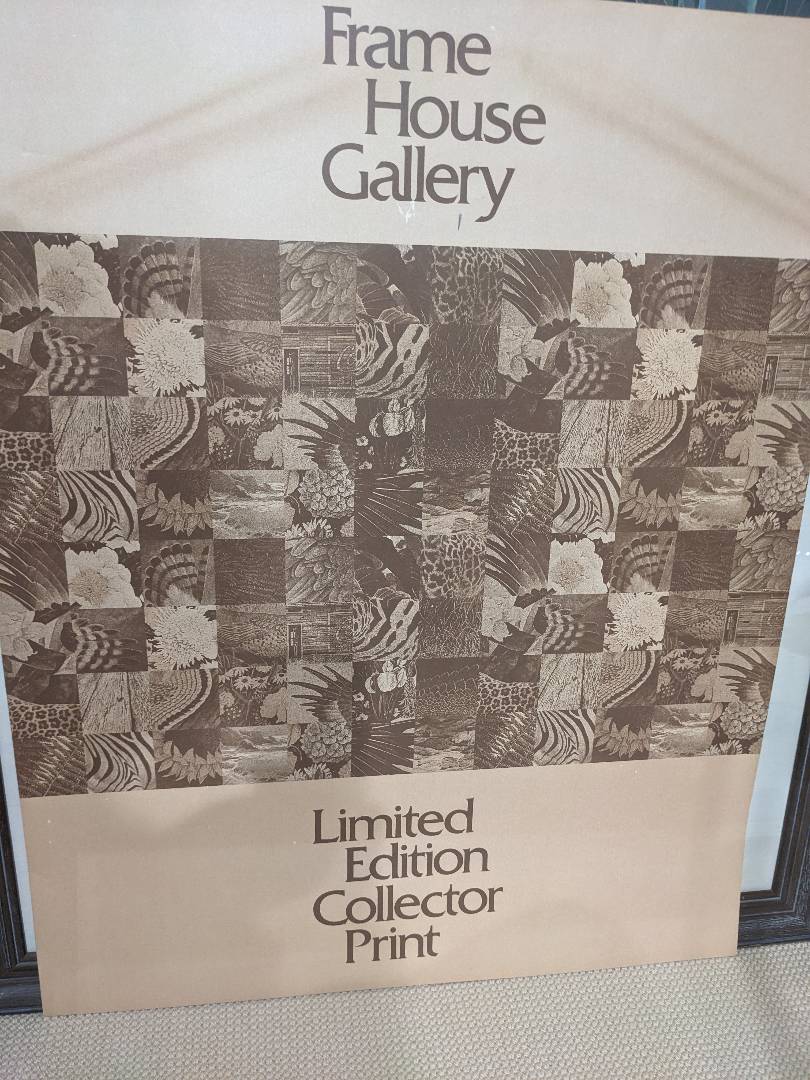 Frame
House
Gallery
Limited
Edition
Collector
Print